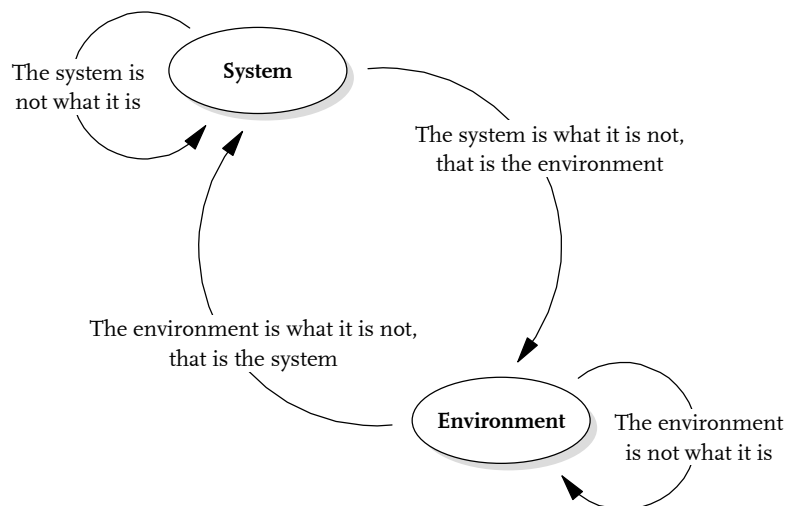 System
The system is
not what it is
The system is what it is not,
that is the environment
The environment is what it is not,
that is the system
Environment
The environment
is not what it is